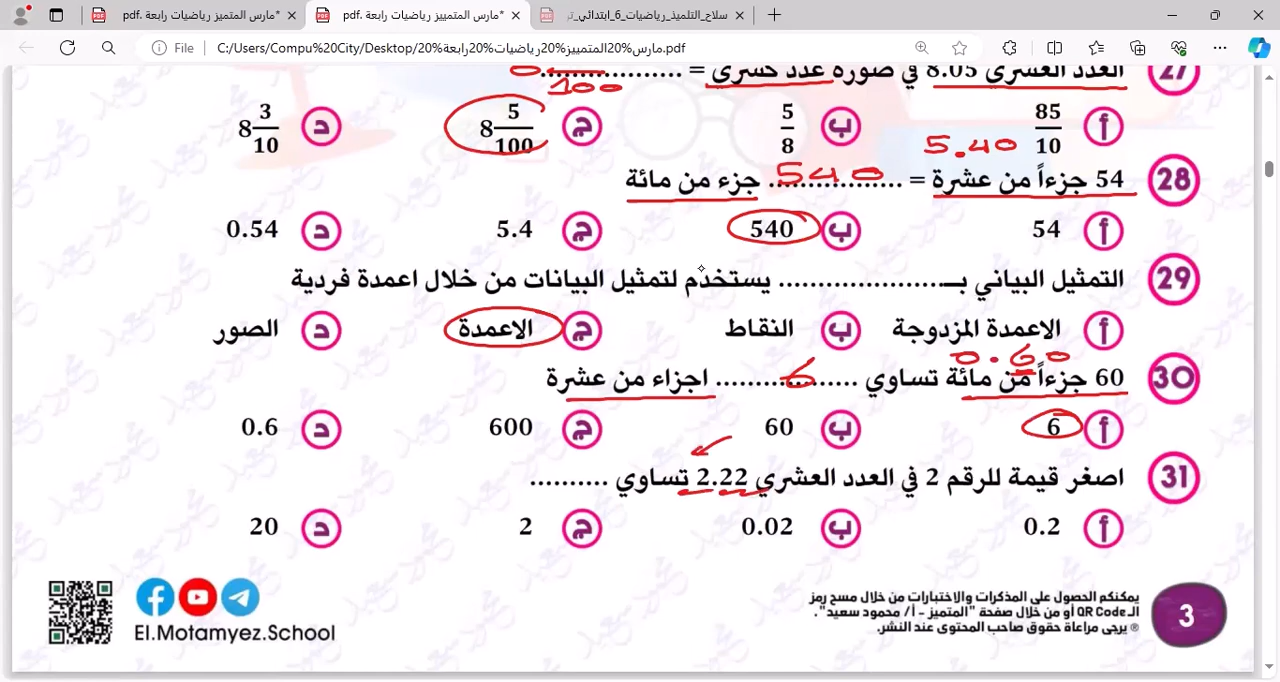 مارس المتميز رياضيات رابعة .pdf*
مارس المتمييز رياضيات رابعة .pdf*
سلاح_التلميذ_رياضيات_6_ابتدائي_تر
File C:/Users/Compu%20City/Desktop/مارس%20المتمييز%20رياضيات%20رابعة%20.pdf
27 العدد العشري 8.05 في صورة عدد كسري = ..................
100
أ 85/10 ب 5/8 ج 8 5/100 د 8 3/10
5.40
28 54 جزءاً من عشرة = .................. جزء من مائة
540
أ 54 ب 540 ج 5.4 د 0.54
29 التمثيل البياني بـ..................... يستخدم لتمثيل البيانات من خلال اعمدة فردية
أ الاعمدة المزدوجة ب النقاط ج الاعمدة د الصور
0.60
30 60 جزءاً من مائة تساوي .................. اجزاء من عشرة
6
أ 6 ب 60 ج 600 د 0.6
31 اصغر قيمة للرقم 2 في العدد العشري 2.22 تساوي ..........
أ 0.2 ب 0.02 ج 2 د 20
يمكنكم الحصول على المذكرات والاختبارات من خلال مسح رمز
الـ QR Code أو من خلال صفحة "المتميز - أ/ محمود سعيد".
® يرجى مراعاة حقوق صاحب المحتوى عند النشر.
El.Motamyez.School
3